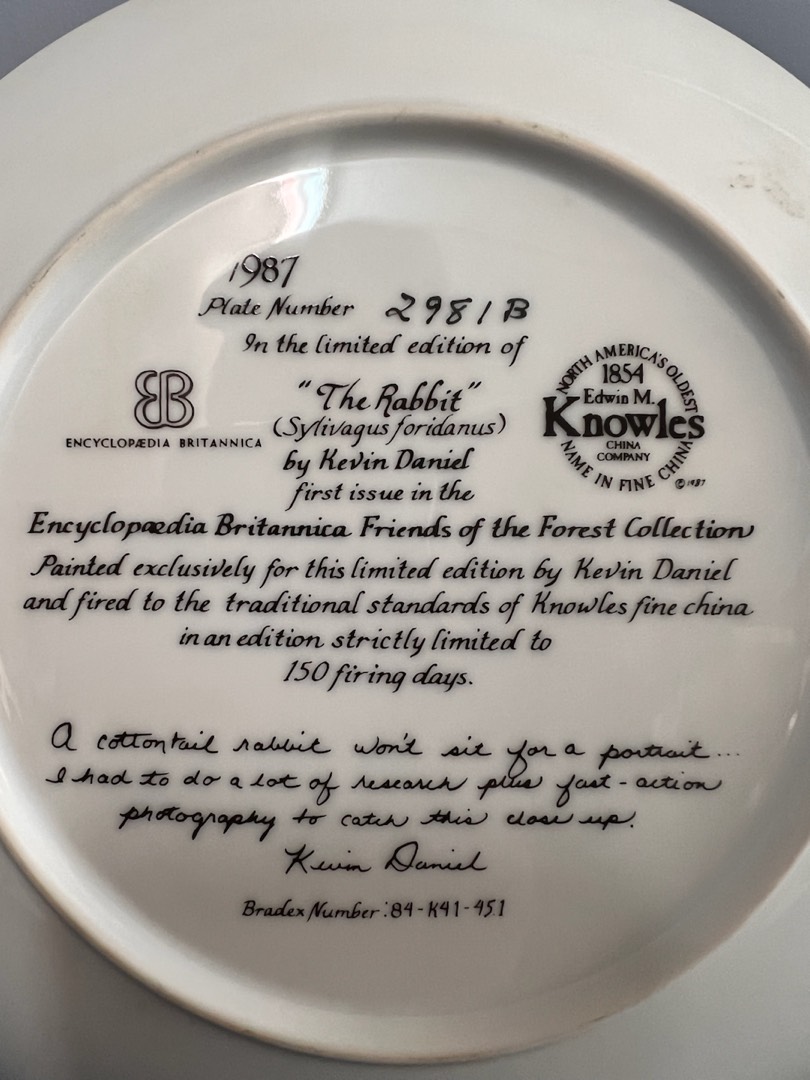 1987
Plate Number 2981B
In the limited edition of
ENCYCLOPÆDIA BRITANNICA
"The Rabbit"
(Sylivagus foridanus)
by Kevin Daniel
first issue in the
NORTH AMERICA'S OLDEST
1854
Edwin M.
Knowles
CHINA
COMPANY
NAME IN FINE CHINA
© 1987
Encyclopædia Britannica Friends of the Forest Collection
Painted exclusively for this limited edition by Kevin Daniel
and fired to the traditional standards of Knowles fine china
in an edition strictly limited to
150 firing days.
A cottontail rabbit won't sit for a portrait...
I had to do a lot of research plus fast-action
photography to catch this close up.
Kevin Daniel
Bradex Number: 84-K41-45.1